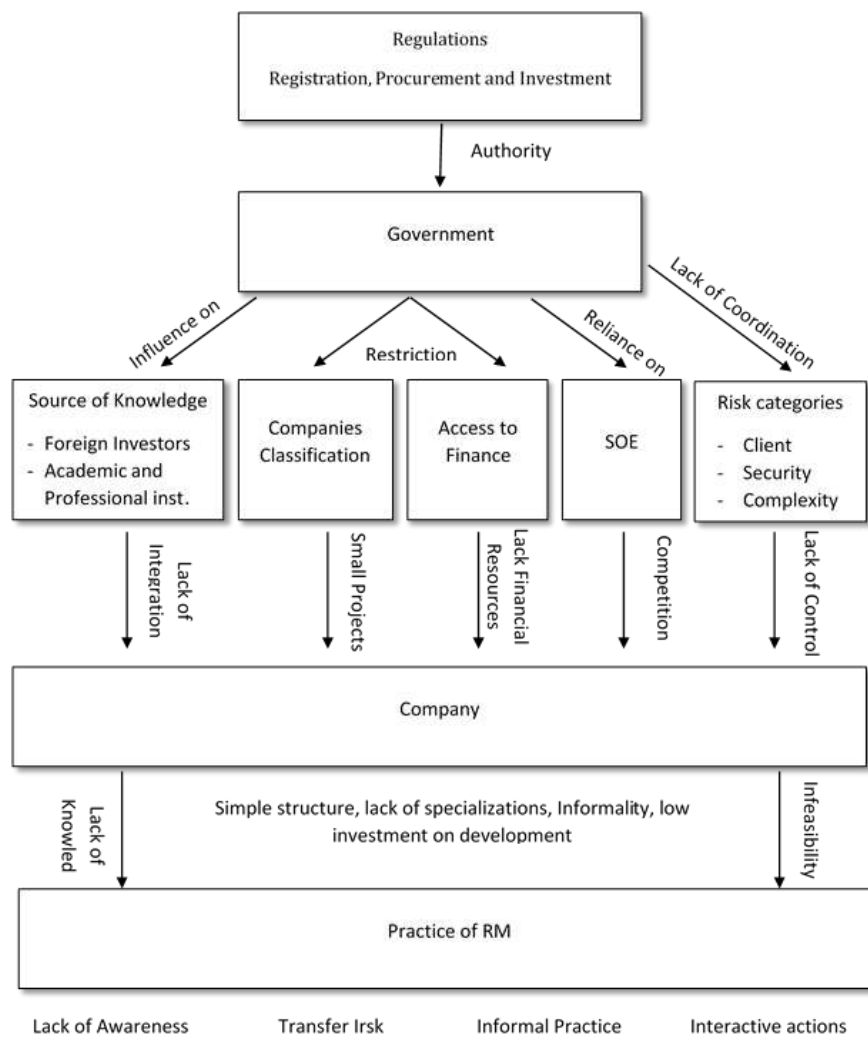 Regulations
Registration, Procurement and Investment
Authority
Government
Influence on
Restriction
Reliance on
Lack of Coordination
Source of Knowledge
- Foreign Investors
- Academic and
Professional inst.
Companies
Classification
Access to
Finance
SOE
Risk categories
- Client
- Security
- Complexity
Lack of
Integration
Small Projects
Lack Financial
Resources
Competition
Lack of Control
Company
Lack of
Knowled
Simple structure, lack of specializations, Informality, low
investment on development
Infeasibility
Practice of RM
Lack of Awareness
Transfer Irsk
Informal Practice
Interactive actions